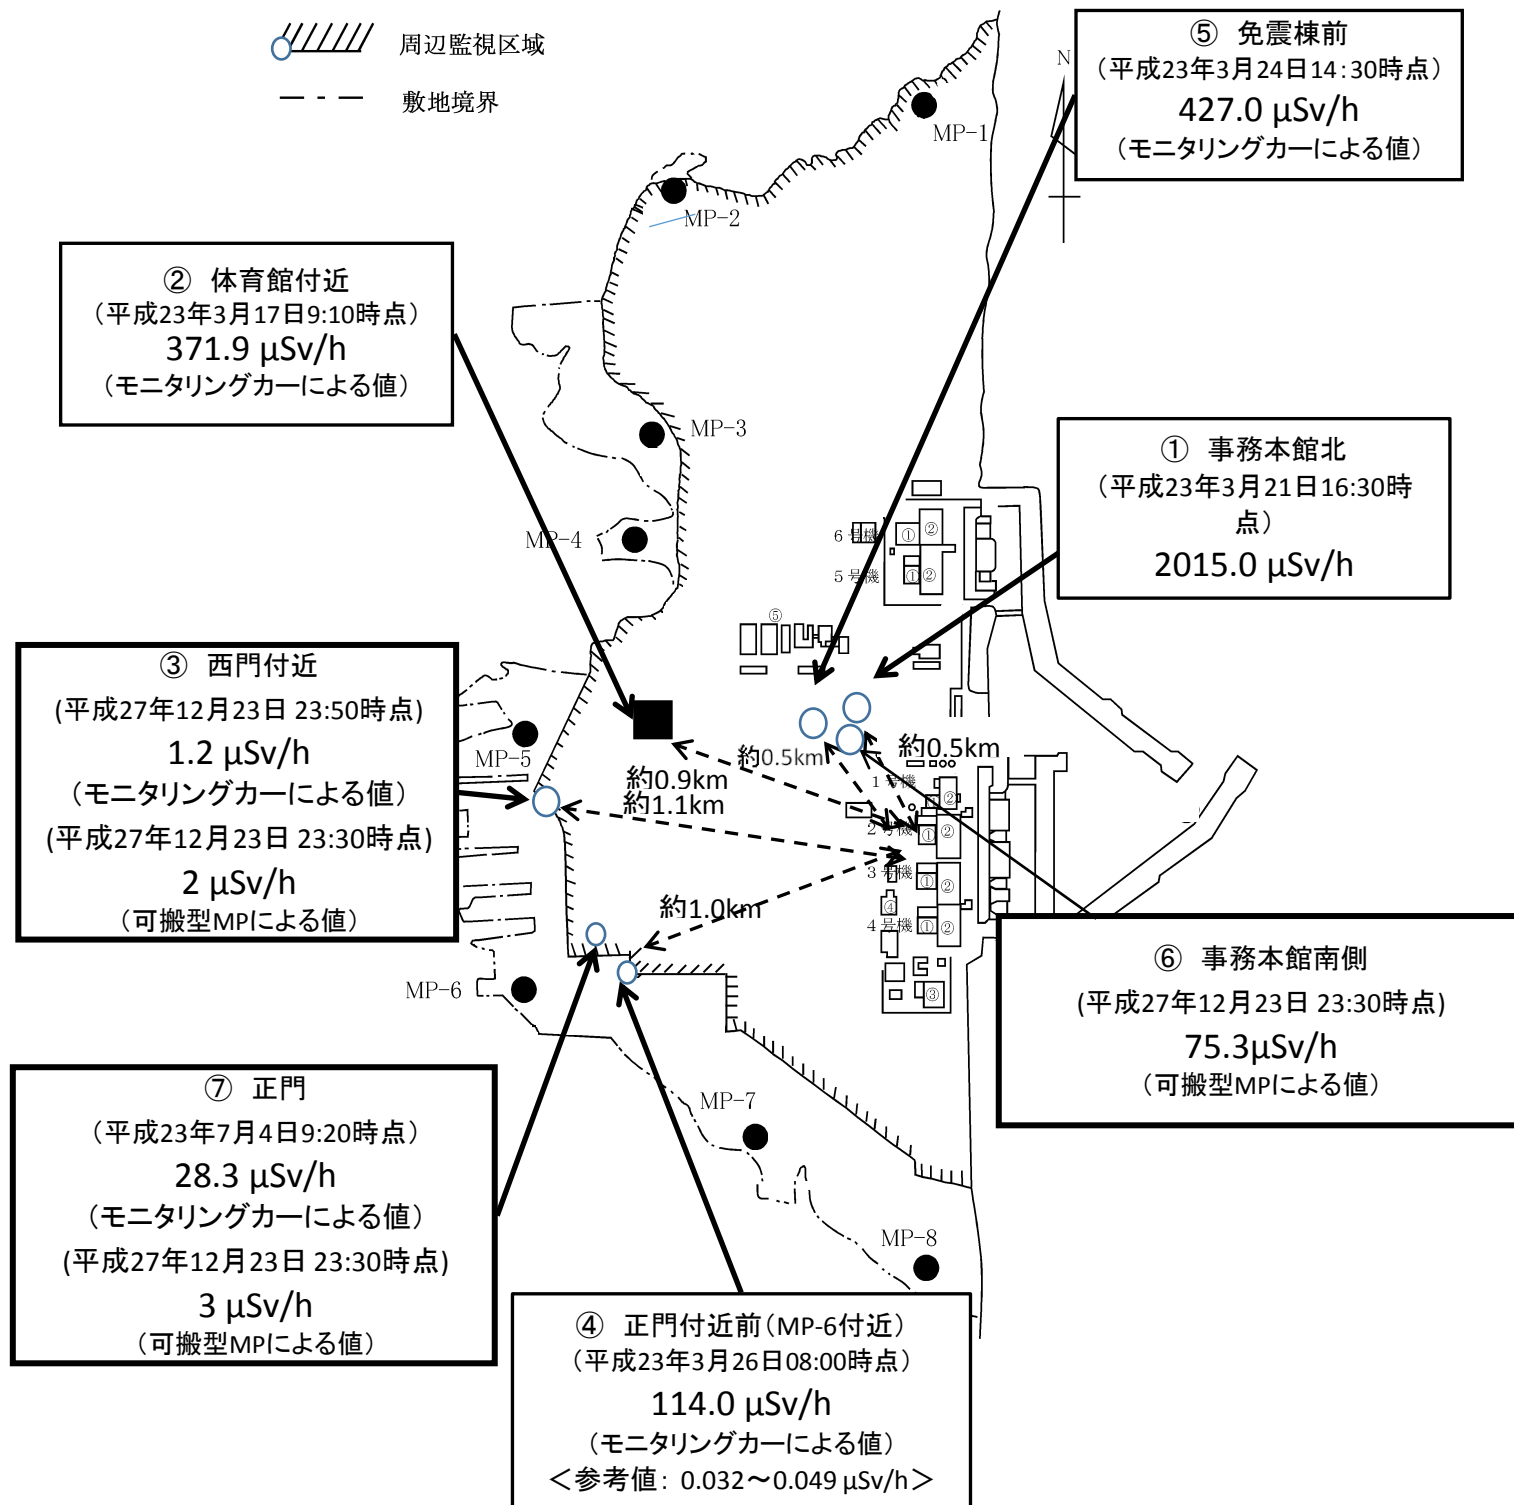 周辺監視区域
敷地境界
⑤ 免震棟前
（平成23年3月24日14:30時点）
427.0 μSv/h
（モニタリングカーによる値）
N
MP-1
MP-2
② 体育館付近
（平成23年3月17日9:10時点）
371.9 μSv/h
（モニタリングカーによる値）
MP-3
① 事務本館北
（平成23年3月21日16:30時
点）
2015.0 μSv/h
MP-4
６号機
①
②
５号機
①
②
⑤
③ 西門付近
(平成27年12月23日 23:50時点)
1.2 μSv/h
（モニタリングカーによる値）
(平成27年12月23日 23:30時点)
2 μSv/h
（可搬型MPによる値）
MP-5
約0.5km
約0.5km
約0.9km
約1.1km
１号機
①
②
２号機
①
②
３号機
①
②
④
４号機
①
②
③
約1.0km
MP-6
⑥ 事務本館南側
(平成27年12月23日 23:30時点)
75.3μSv/h
（可搬型MPによる値）
⑦ 正門
（平成23年7月4日9:20時点）
28.3 μSv/h
（モニタリングカーによる値）
(平成27年12月23日 23:30時点)
3 μSv/h
（可搬型MPによる値）
MP-7
MP-8
④ 正門付近前（MP-6付近）
（平成23年3月26日08:00時点）
114.0 μSv/h
（モニタリングカーによる値）
＜参考値: 0.032～0.049 μSv/h＞